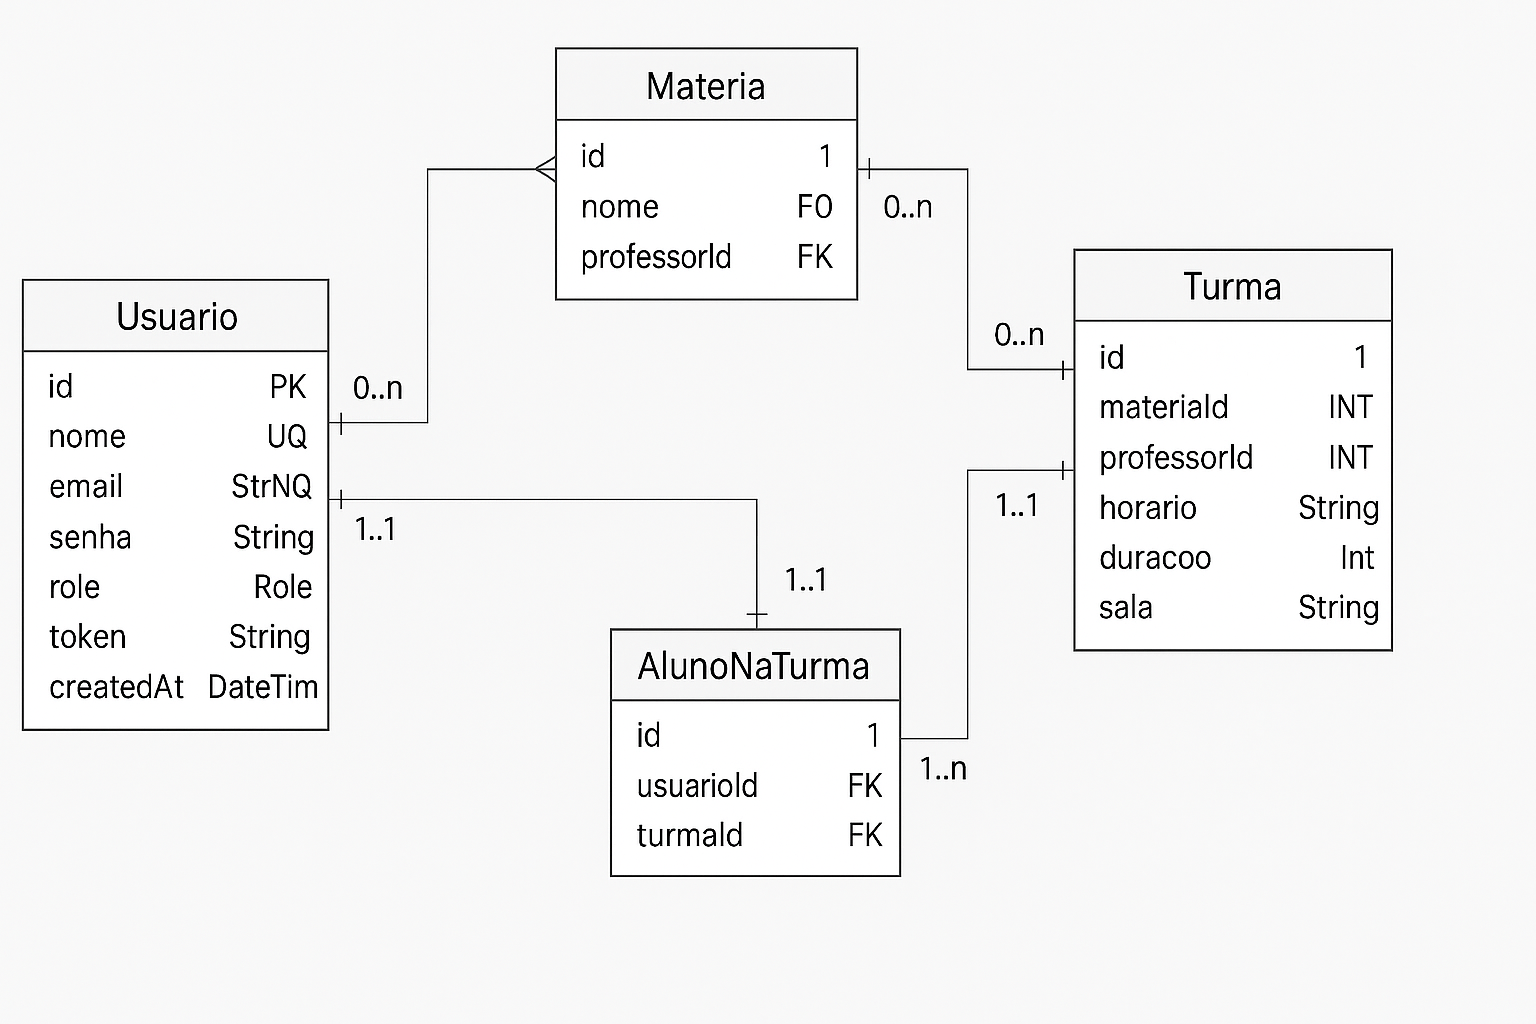 Materia
id 1
nome FO
professorId FK
0..n
Usuario
id PK
nome UQ
email StrNQ
senha String
role Role
token String
createdAt DateTim
0..n
1..1
Turma
id 1
materiaId INT
professorId INT
horario String
duracoo Int
sala String
0..n
1..1
1..1
AlunoNaTurma
id 1
usuarioId FK
turmaId FK
1..n